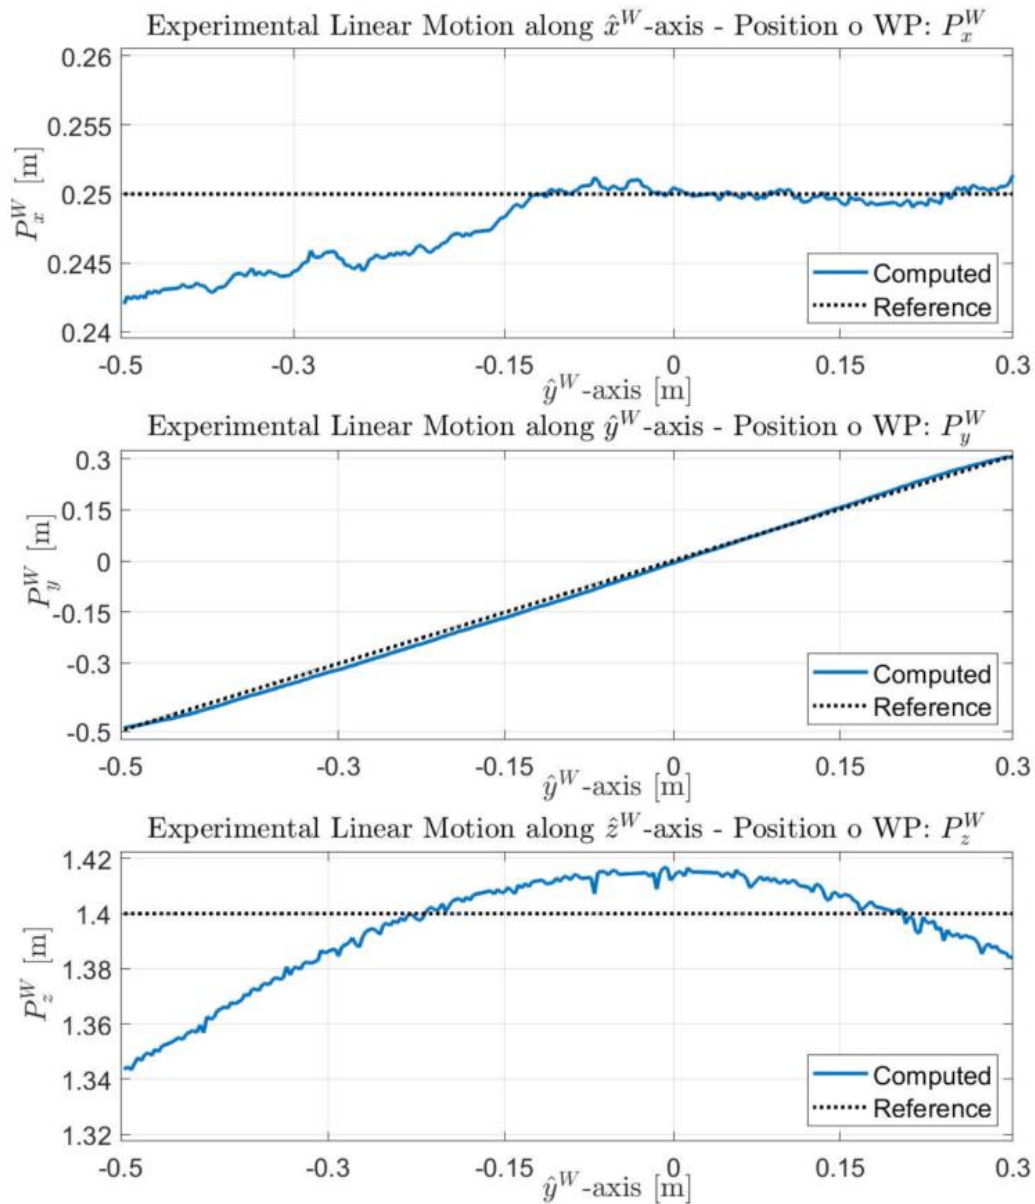 Experimental Linear Motion along x̂^W-axis - Position o WP: P_x^W
0.26
0.255
0.25
0.245
0.24
P_x^W [m]
Computed
Reference
-0.5 -0.3 -0.15 0 0.15 0.3
ŷ^W-axis [m]
Experimental Linear Motion along ŷ^W-axis - Position o WP: P_y^W
0.3
0.15
0
-0.15
-0.3
-0.5
P_y^W [m]
Computed
Reference
-0.5 -0.3 -0.15 0 0.15 0.3
ŷ^W-axis [m]
Experimental Linear Motion along ẑ^W-axis - Position o WP: P_z^W
1.42
1.4
1.38
1.36
1.34
1.32
P_z^W [m]
Computed
Reference
-0.5 -0.3 -0.15 0 0.15 0.3
ŷ^W-axis [m]